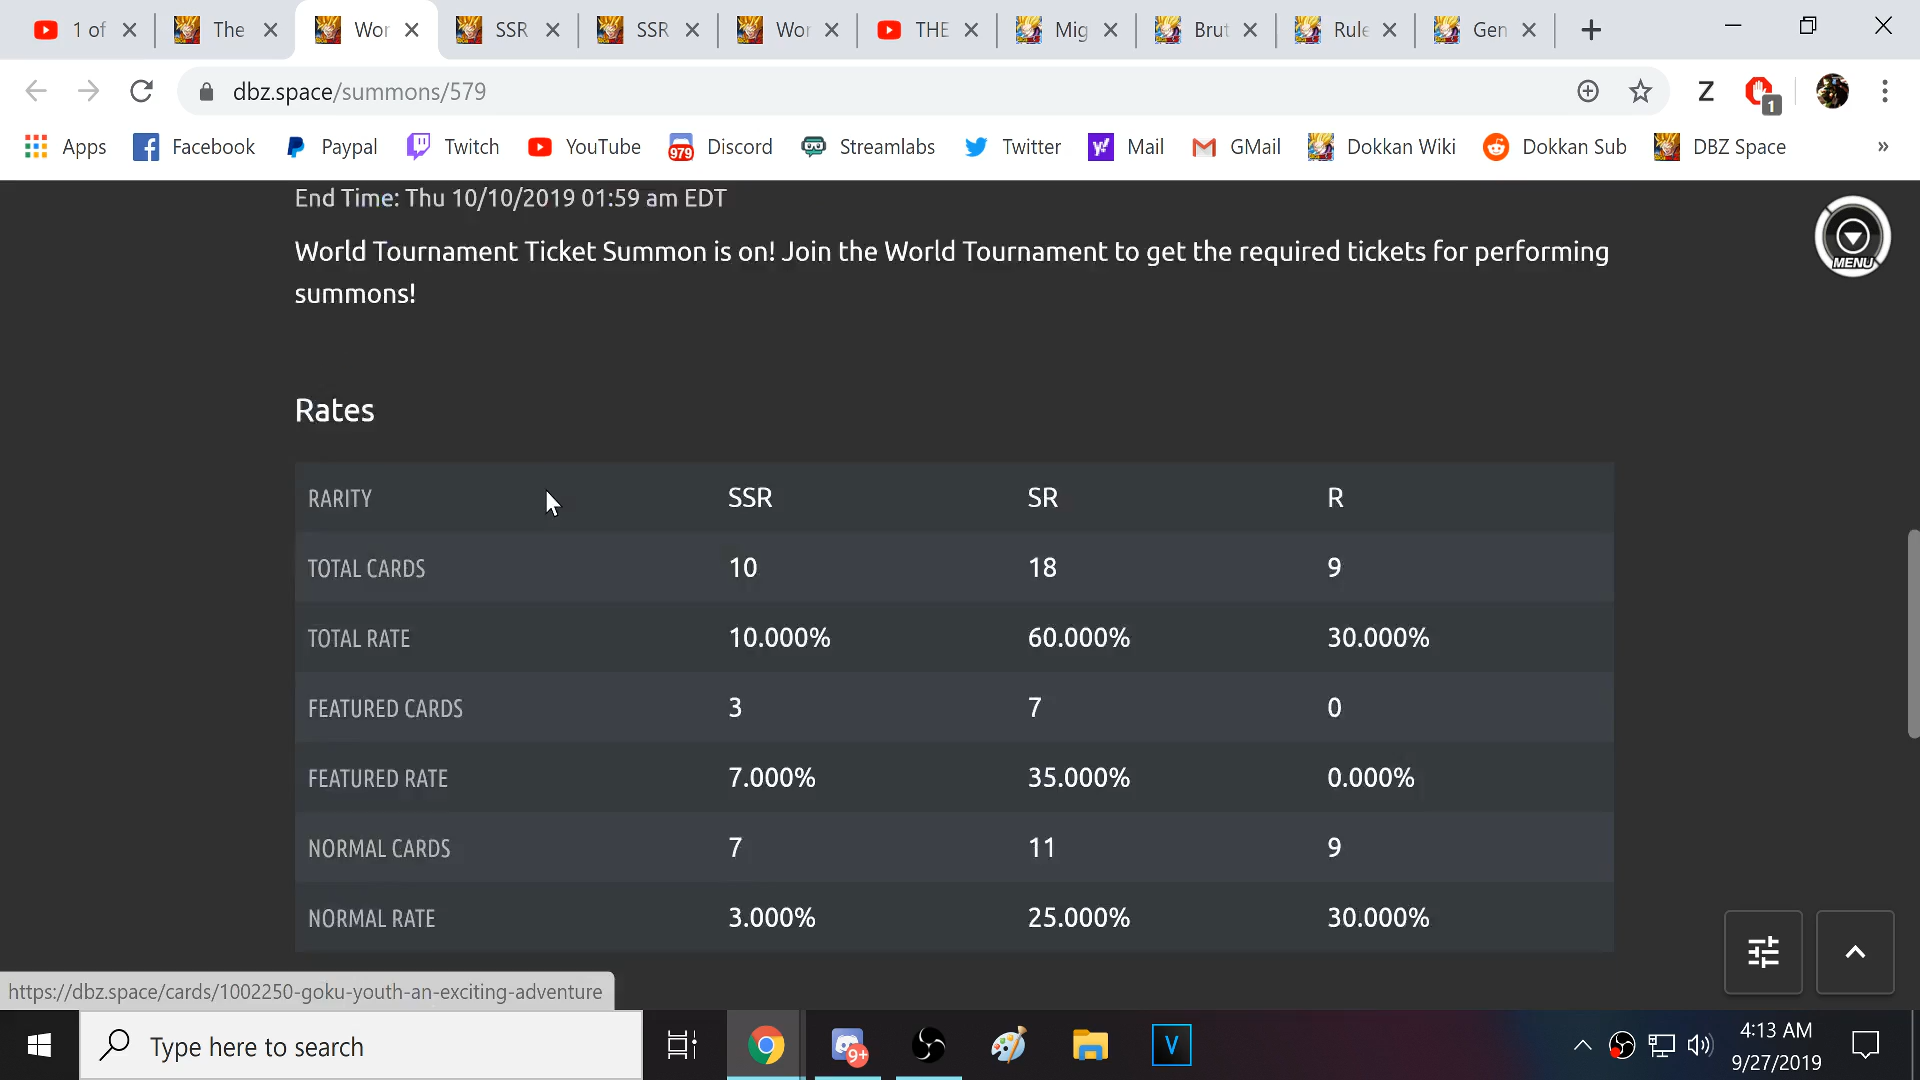 1 of
The
Wor
SSR
SSR
Wor
THE
Mig
Brut
Rule
Gen
dbz.space/summons/579
Z
1
Apps
Facebook
Paypal
Twitch
YouTube
979
Discord
Streamlabs
Twitter
Mail
GMail
Dokkan Wiki
Dokkan Sub
DBZ Space
»
End Time: Thu 10/10/2019 01:59 am EDT
World Tournament Ticket Summon is on! Join the World Tournament to get the required tickets for performing
summons!
MENU
Rates
RARITY SSR SR R
TOTAL CARDS 10 18 9
TOTAL RATE 10.000% 60.000% 30.000%
FEATURED CARDS 3 7 0
FEATURED RATE 7.000% 35.000% 0.000%
NORMAL CARDS 7 11 9
NORMAL RATE 3.000% 25.000% 30.000%
https://dbz.space/cards/1002250-goku-youth-an-exciting-adventure
Type here to search
9+
V
4:13 AM
9/27/2019